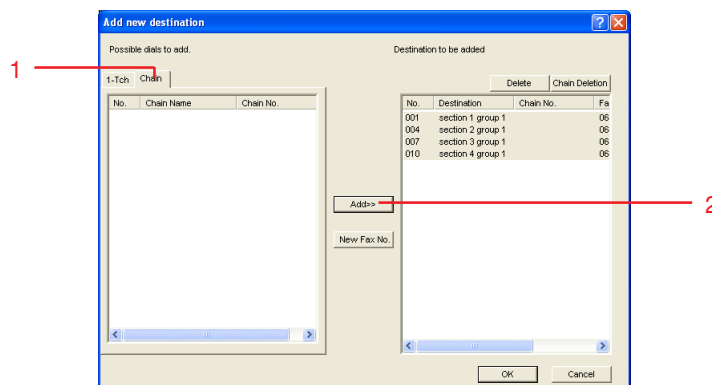 Add new destination
Possible dials to add.
Destination to be added
1
1-Tch Chain
Delete Chain Deletion
No. Chain Name Chain No.
No. Destination Chain No. Fa
001 section 1 group 1 06
004 section 2 group 1 06
007 section 3 group 1 06
010 section 4 group 1 06
Add>>
2
New Fax No.
OK Cancel